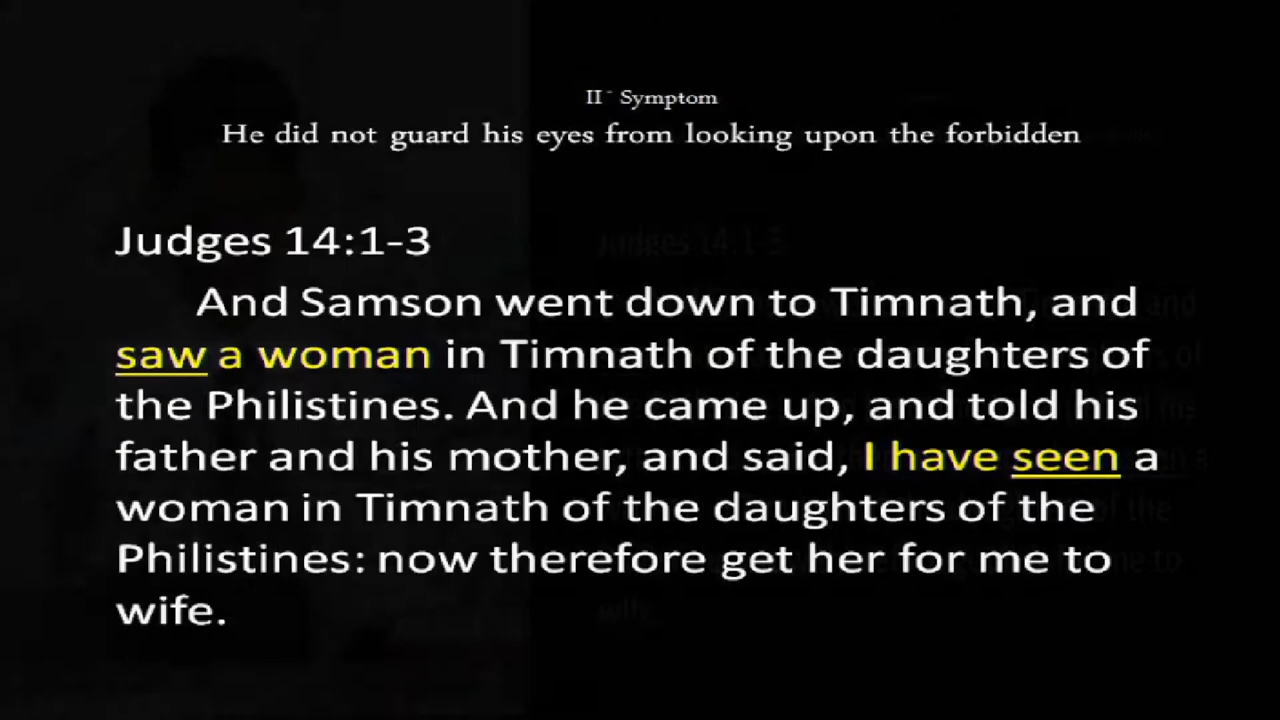 II - Symptom
He did not guard his eyes from looking upon the forbidden
Judges 14:1-3
And Samson went down to Timnath, and
saw a woman in Timnath of the daughters of
the Philistines. And he came up, and told his
father and his mother, and said, I have seen a
woman in Timnath of the daughters of the
Philistines: now therefore get her for me to
wife.